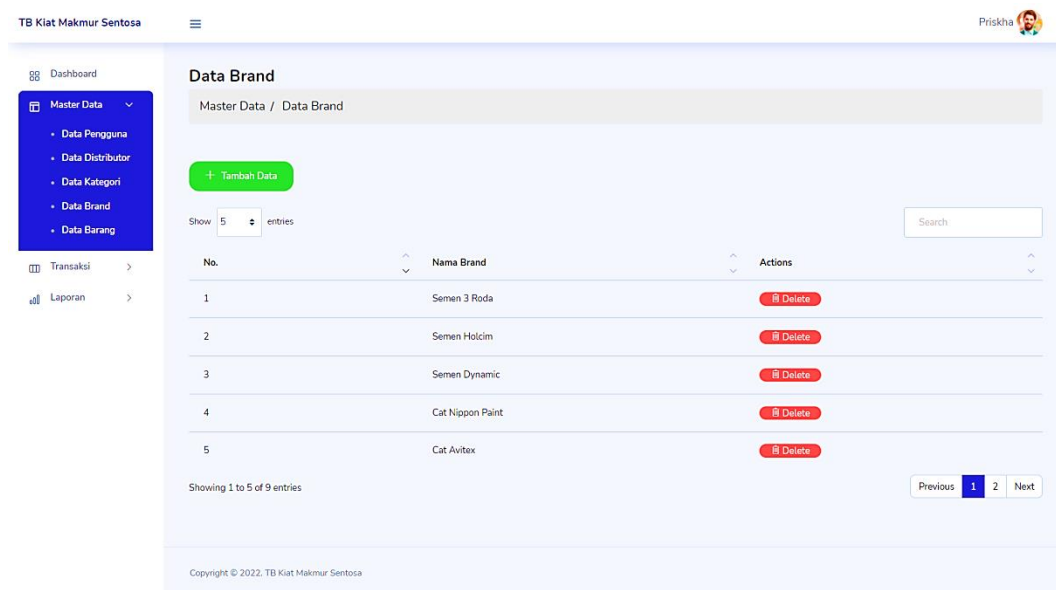 TB Kiat Makmur Sentosa
Priskha
Dashboard
Master Data
Data Pengguna
Data Distributor
Data Kategori
Data Brand
Data Barang
Transaksi
Laporan
Data Brand
Master Data / Data Brand
+ Tambah Data
Show 5 entries
Search
No. Nama Brand Actions
1 Semen 3 Roda Delete
2 Semen Holcim Delete
3 Semen Dynamic Delete
4 Cat Nippon Paint Delete
5 Cat Avitex Delete
Showing 1 to 5 of 9 entries
Previous 1 2 Next
Copyright © 2022. TB Kiat Makmur Sentosa